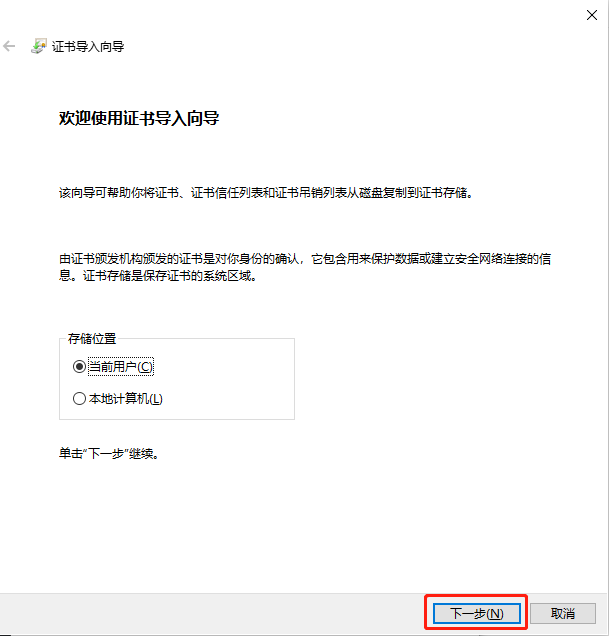 证书导入向导
欢迎使用证书导入向导
该向导可帮助你将证书、证书信任列表和证书吊销列表从磁盘复制到证书存储。
由证书颁发机构颁发的证书是对你身份的确认，它包含用来保护数据或建立安全网络连接的信
息。证书存储是保存证书的系统区域。
存储位置
当前用户(C)
本地计算机(L)
单击“下一步”继续。
下一步(N) 取消